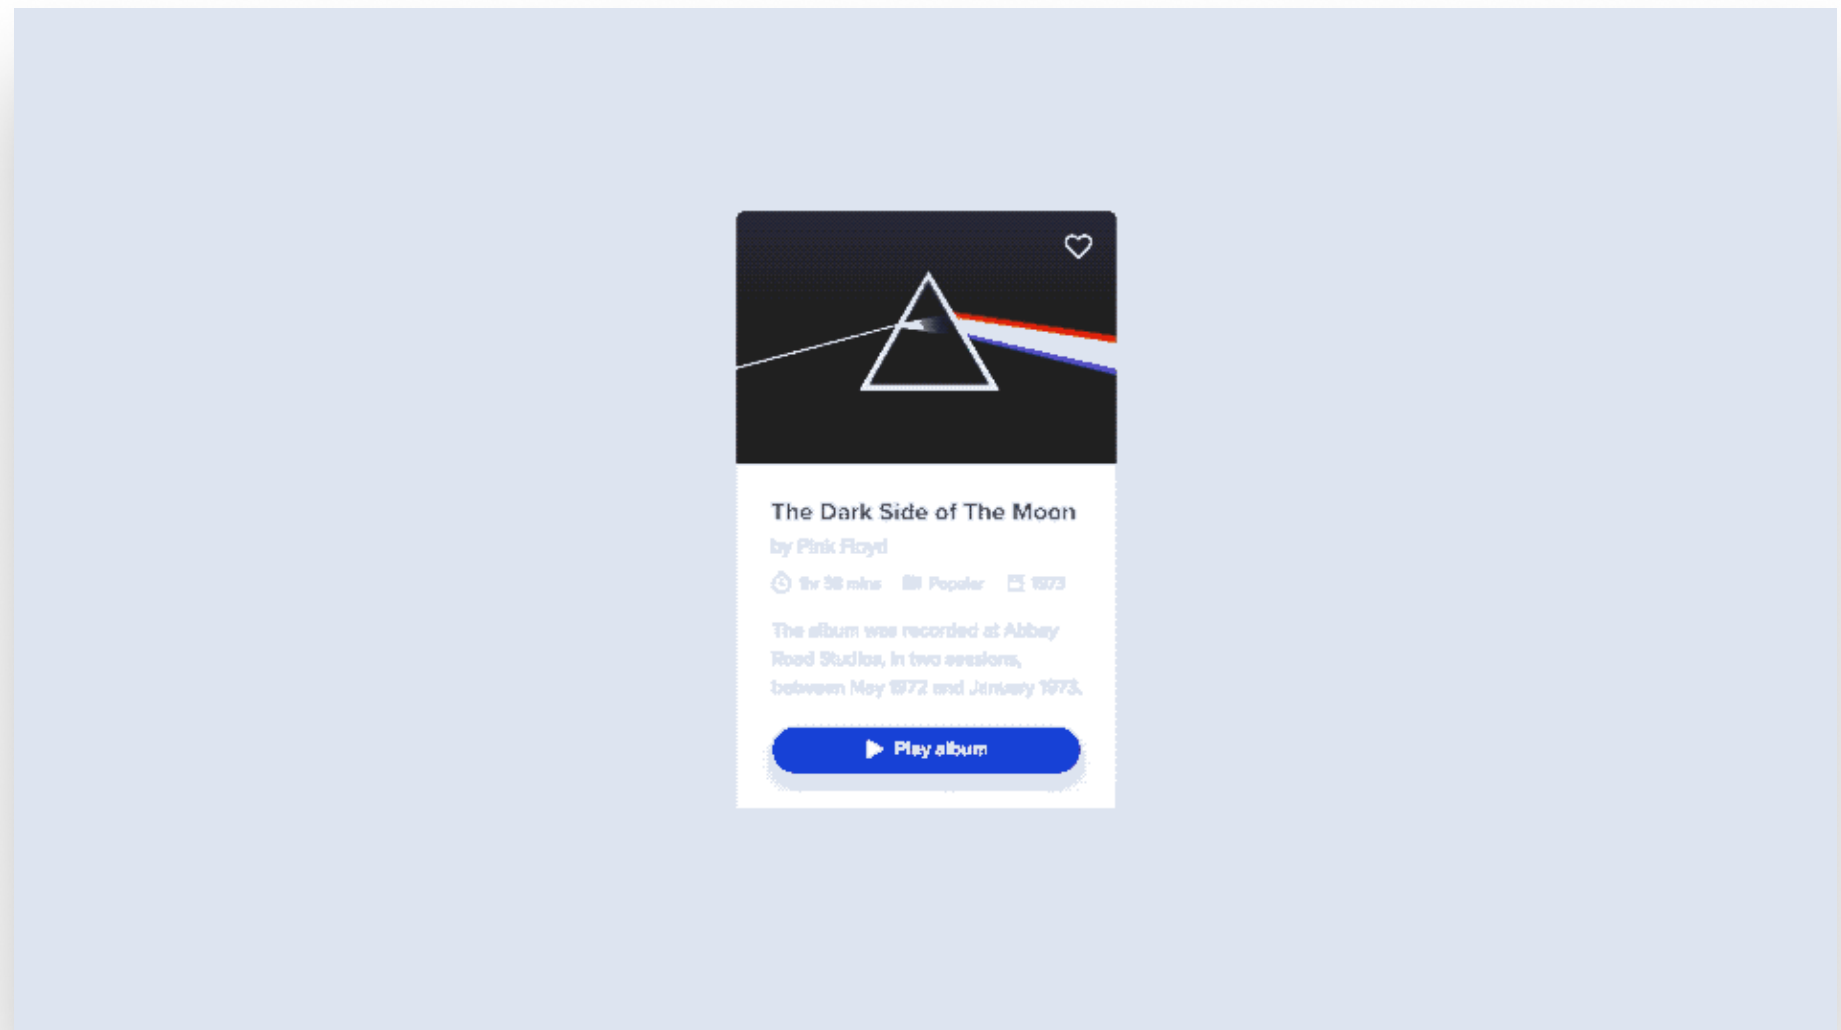 The Dark Side of The Moon
by Pink Floyd
1hr 38 mins Popular 1973
The album was recorded at Abbey
Road Studios, in two sessions,
between May 1972 and January 1973.
Play album